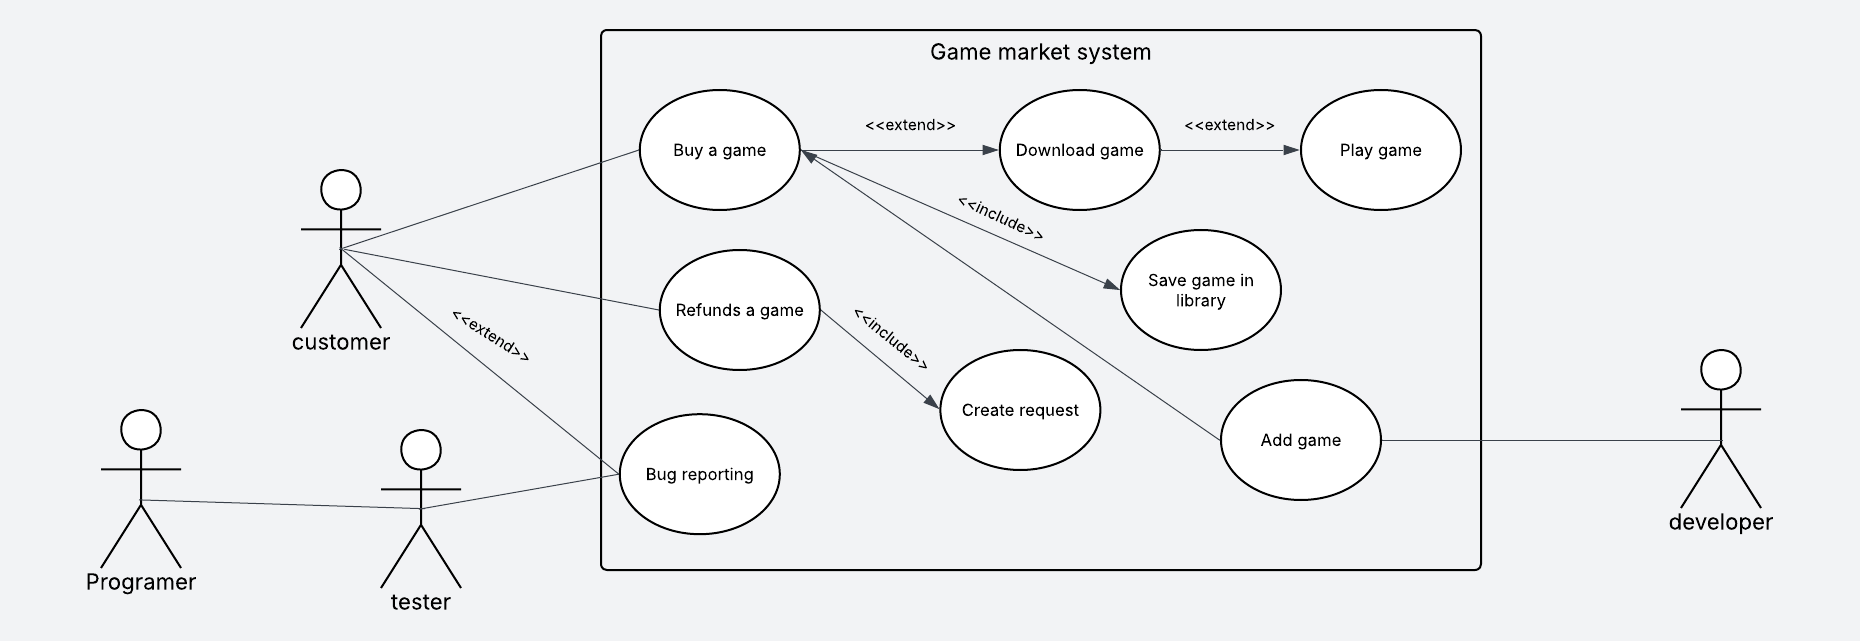 Game market system
Buy a game
<<extend>>
Download game
<<extend>>
Play game
<<include>>
Save game in
library
customer
<<extend>>
Refunds a game
<<include>>
Create request
Add game
Bug reporting
developer
Programer
tester